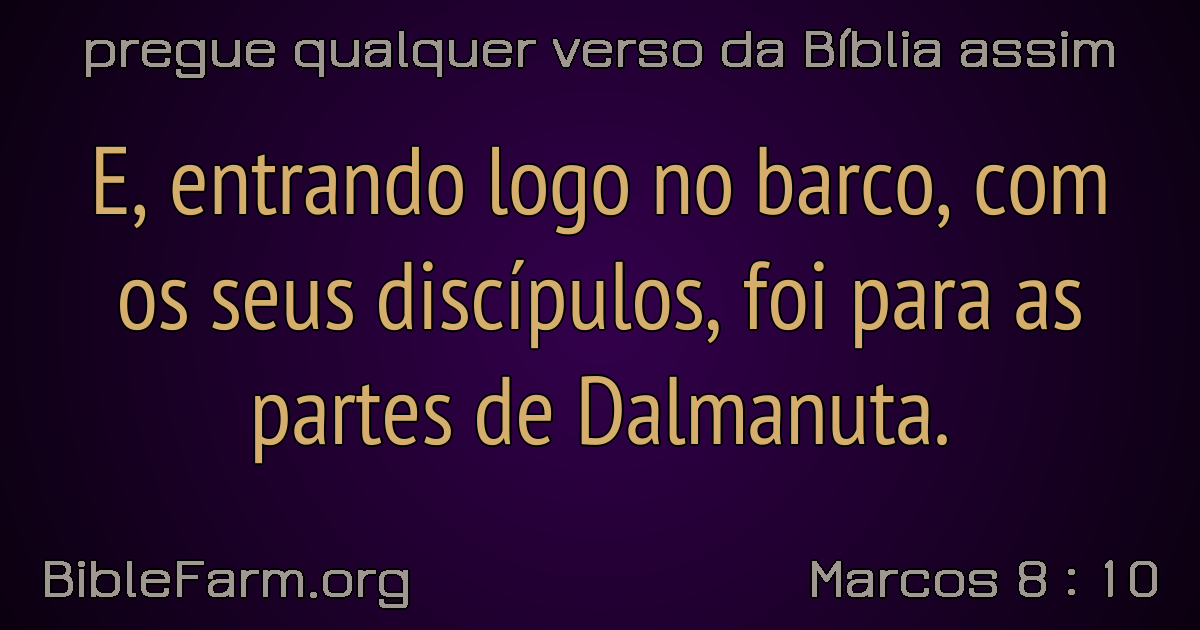 pregue qualquer verso da Bíblia assim
E, entrando logo no barco, com
os seus discípulos, foi para as
partes de Dalmanuta.
BibleFarm.org
Marcos 8 : 10